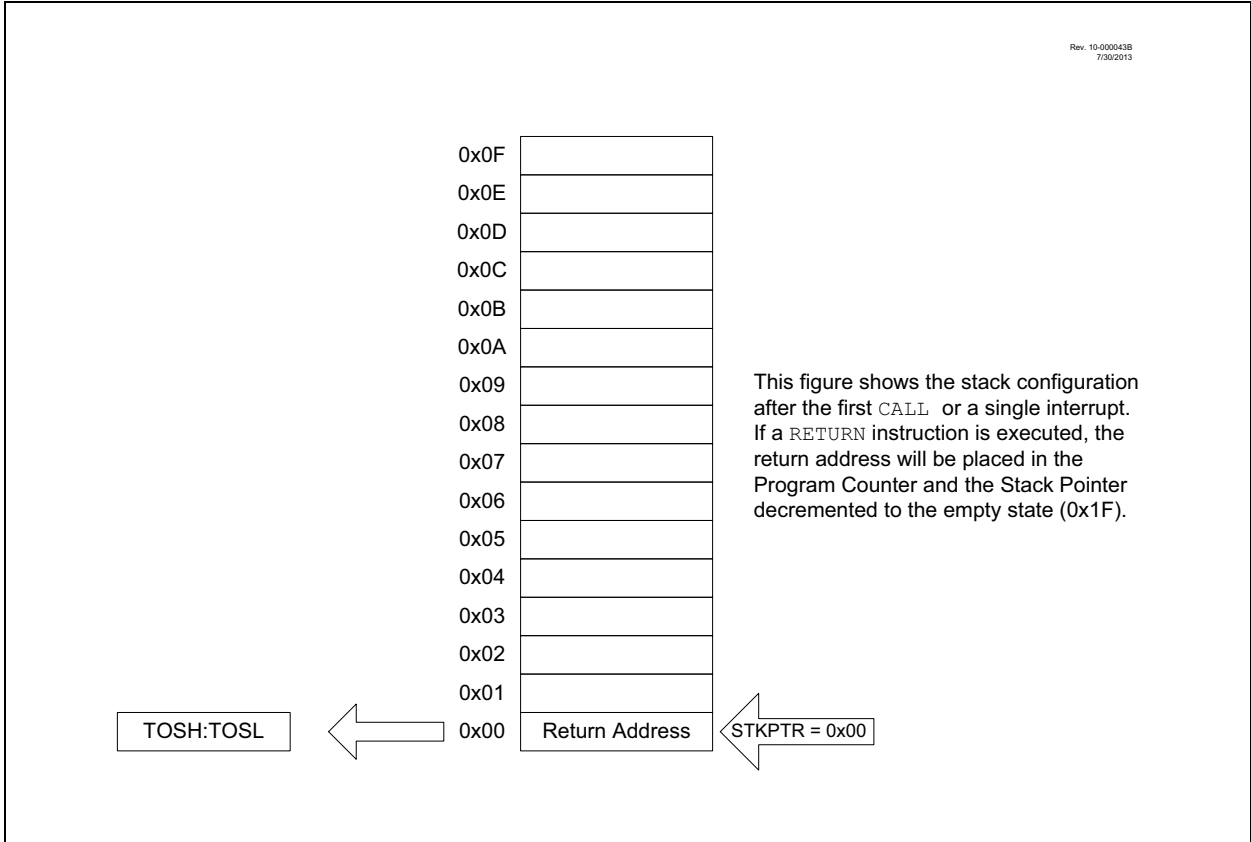 Rev. 10-000043B
7/30/2013
0x0F
0x0E
0x0D
0x0C
0x0B
0x0A
0x09
0x08
0x07
0x06
0x05
0x04
0x03
0x02
0x01
This figure shows the stack configuration
after the first CALL or a single interrupt.
If a RETURN instruction is executed, the
return address will be placed in the
Program Counter and the Stack Pointer
decremented to the empty state (0x1F).
TOSH:TOSL 0x00 Return Address STKPTR = 0x00